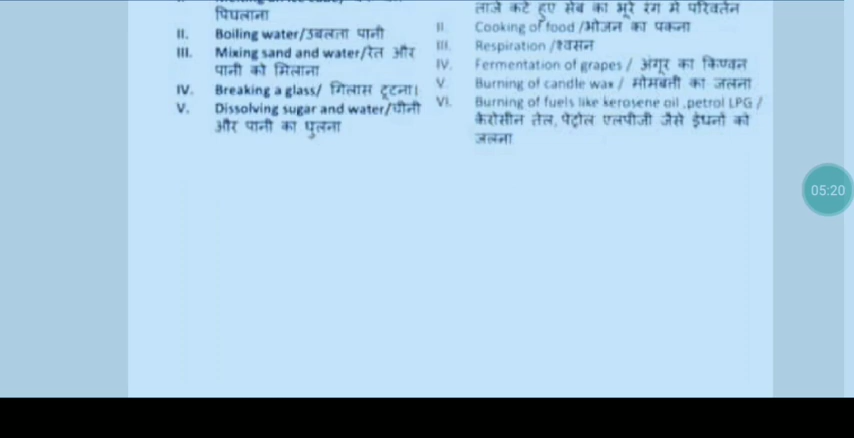 पिघलाना
II. Boiling water/उबलता पानी
III. Mixing sand and water/रेत और
पानी को मिलाना
IV. Breaking a glass/ गिलास टूटना।
V. Dissolving sugar and water/चीनी
और पानी का घुलना
ताजे कटे हुए सेब का भूरे रंग में परिवर्तन
II. Cooking of food /भोजन का पकना
III. Respiration /श्वसन
IV. Fermentation of grapes / अंगूर का किण्वन
V. Burning of candle wax / मोमबत्ती का जलना
VI. Burning of fuels like kerosene oil ,petrol LPG /
केरोसीन तेल, पेट्रोल एलपीजी जैसे ईंधनों को
जलना
05:20